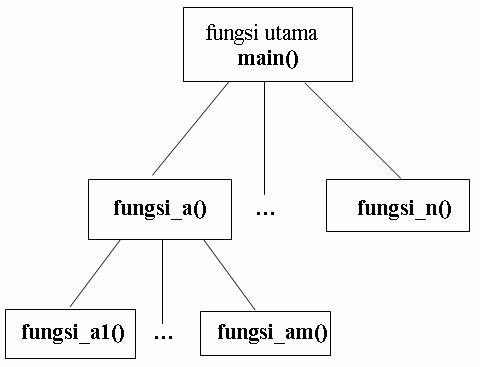 fungsi utama
main()
fungsi_a()
...
fungsi_n()
fungsi_a1()
...
fungsi_am()